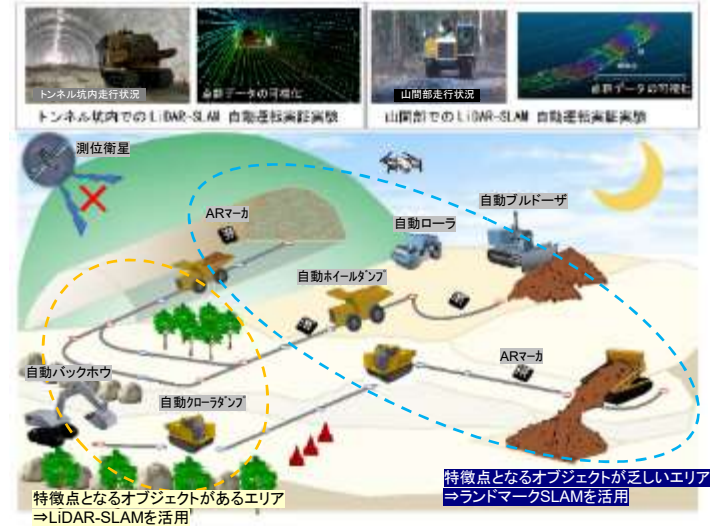 トンネル坑内走行状況
点群データの可視化
山間部走行状況
点群データの可視化
トンネル坑内でのLiDAR-SLAM 自動運転実証実験
山間部でのLiDAR-SLAM 自動運転実証実験
測位衛星
ARマーカ
自動ローラ
自動ブルドーザ
自動ホイールダンプ
ARマーカ
自動バックホウ
自動クローラダンプ
特徴点となるオブジェクトがあるエリア
⇒LiDAR-SLAMを活用
特徴点となるオブジェクトが乏しいエリア
⇒ランドマークSLAMを活用